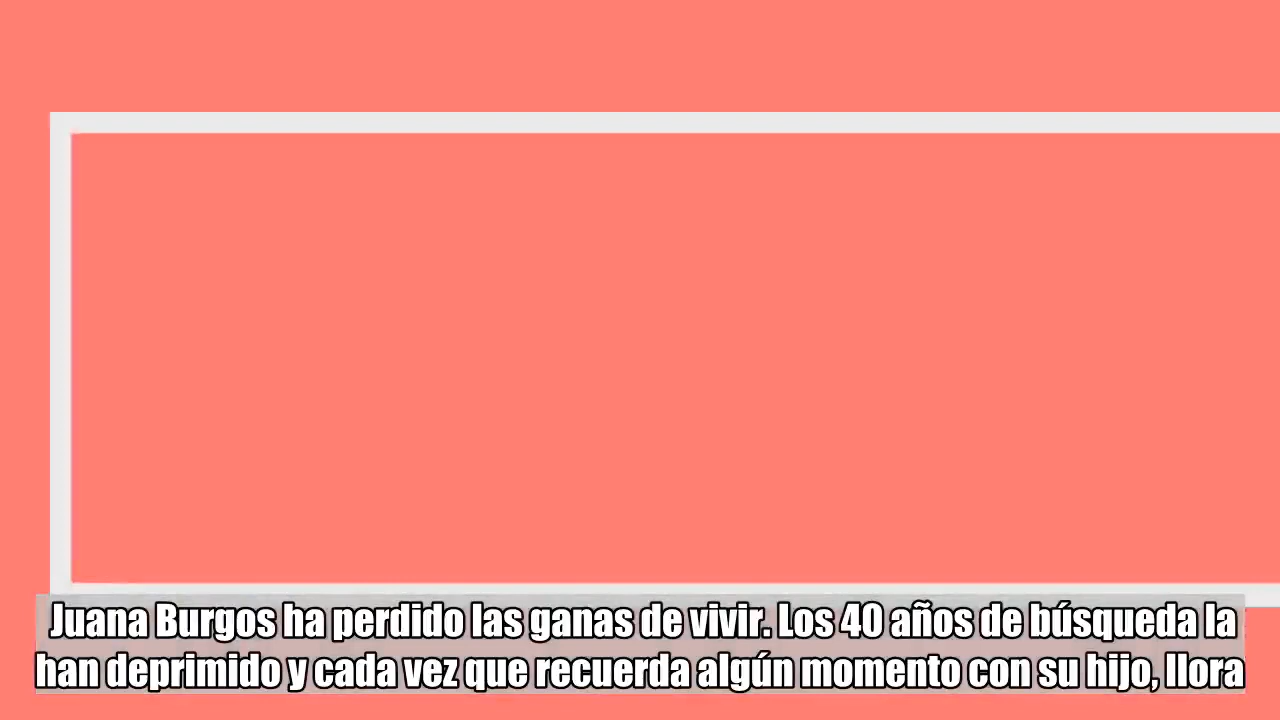 Juana Burgos ha perdido las ganas de vivir. Los 40 años de búsqueda la
han deprimido y cada vez que recuerda algún momento con su hijo, llora